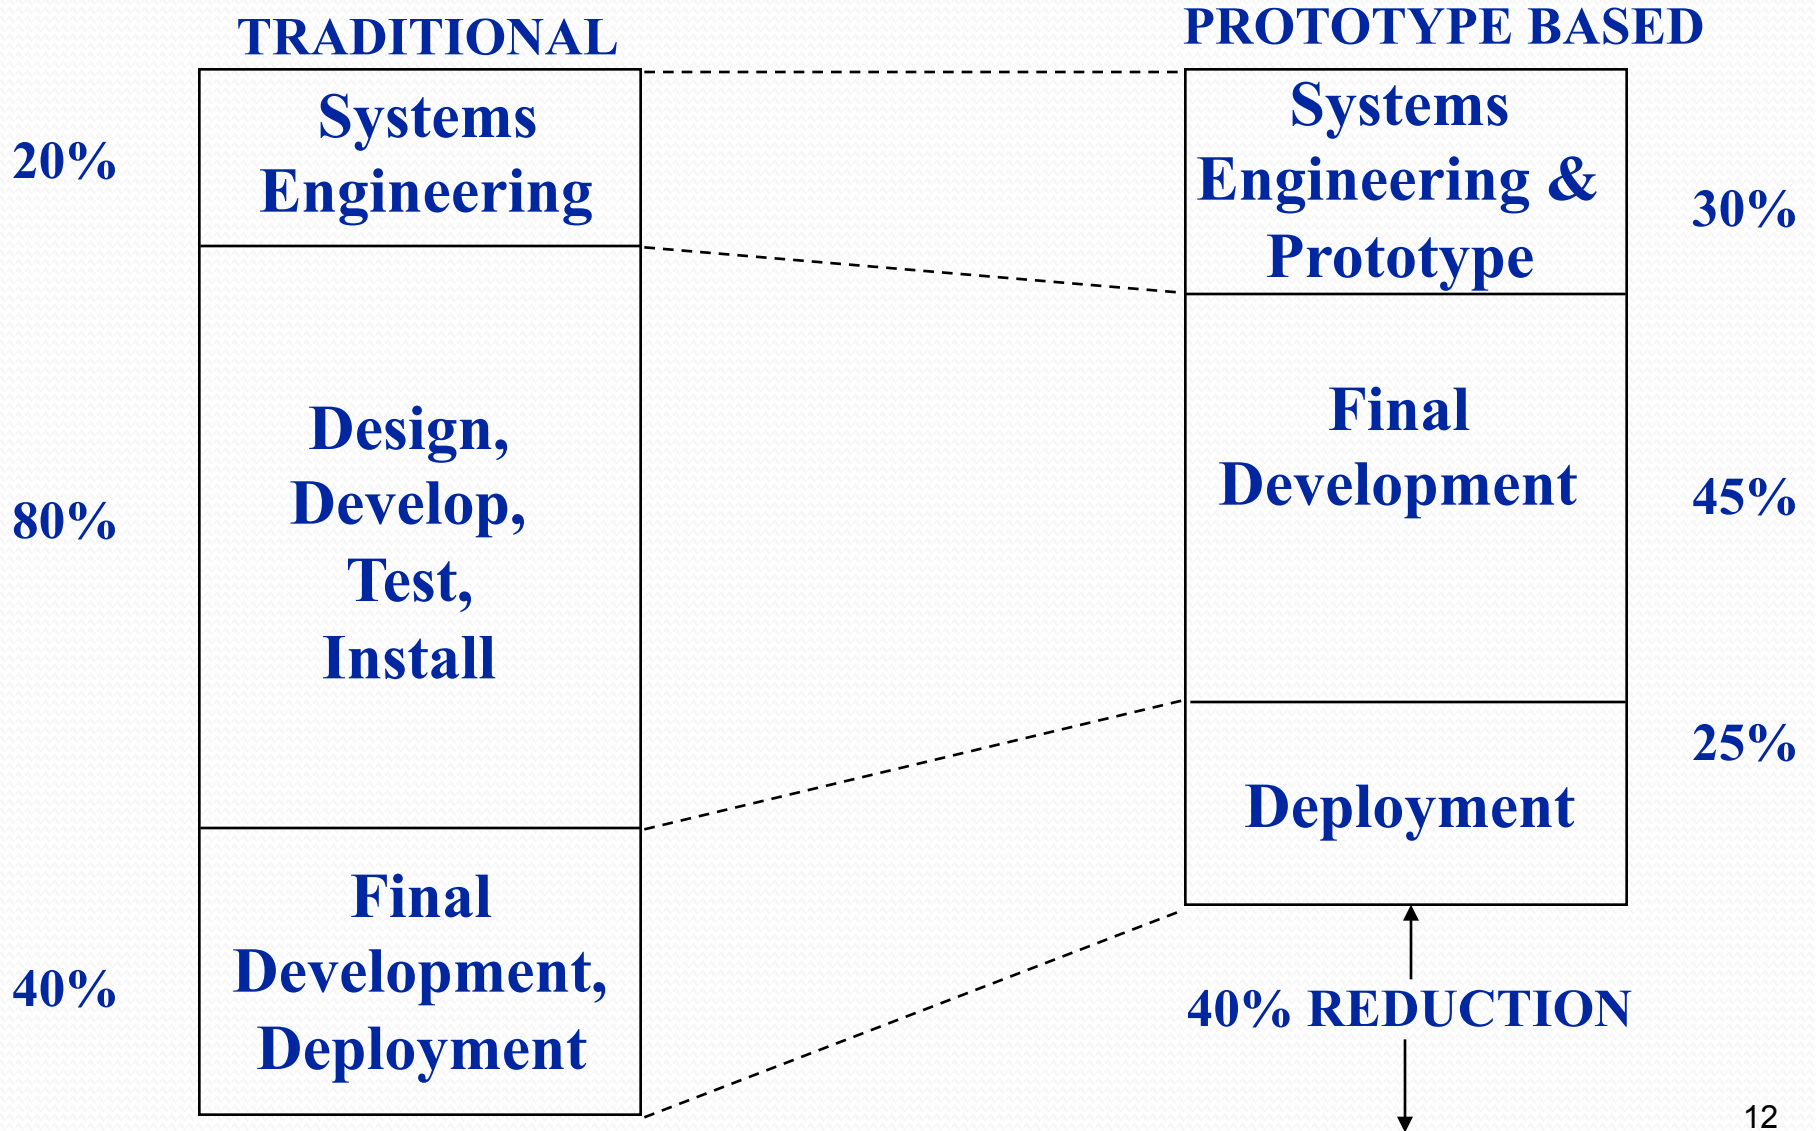 TRADITIONAL
20%
Systems
Engineering
80%
Design,
Develop,
Test,
Install
40%
Final
Development,
Deployment
PROTOTYPE BASED
Systems
Engineering &
Prototype
30%
Final
Development
45%
Deployment
25%
40% REDUCTION
12